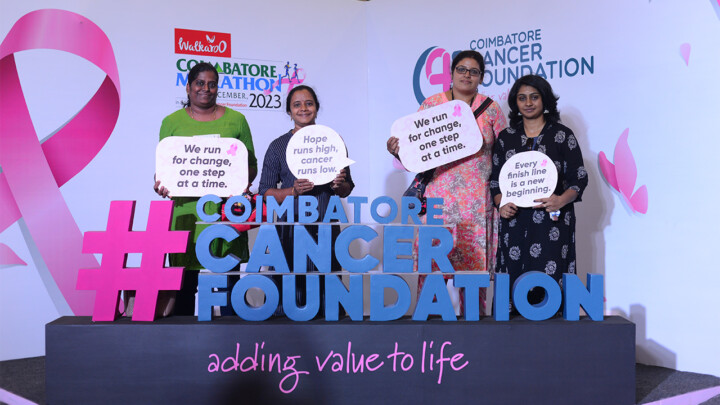 Walkaroo
COIMBATORE
MARATHON
DECEMBER, 2023
COIMBATORE
CANCER
FOUNDATION
We run
for change,
one step
at a time.
Hope
runs high,
cancer
runs low.
We run
for change,
one step
at a time.
Every
finish line
is a new
beginning.
#COIMBATORE
CANCER
FOUNDATION
adding value to life